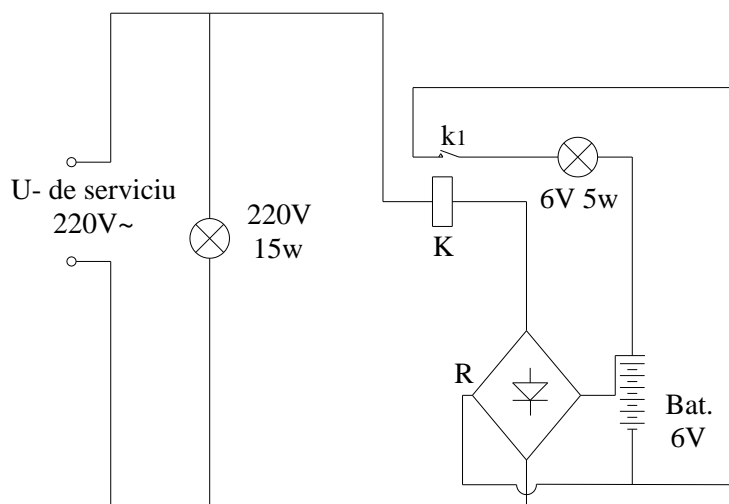 U- de serviciu
220V~
220V
15w
k1
6V 5w
K
R
Bat.
6V